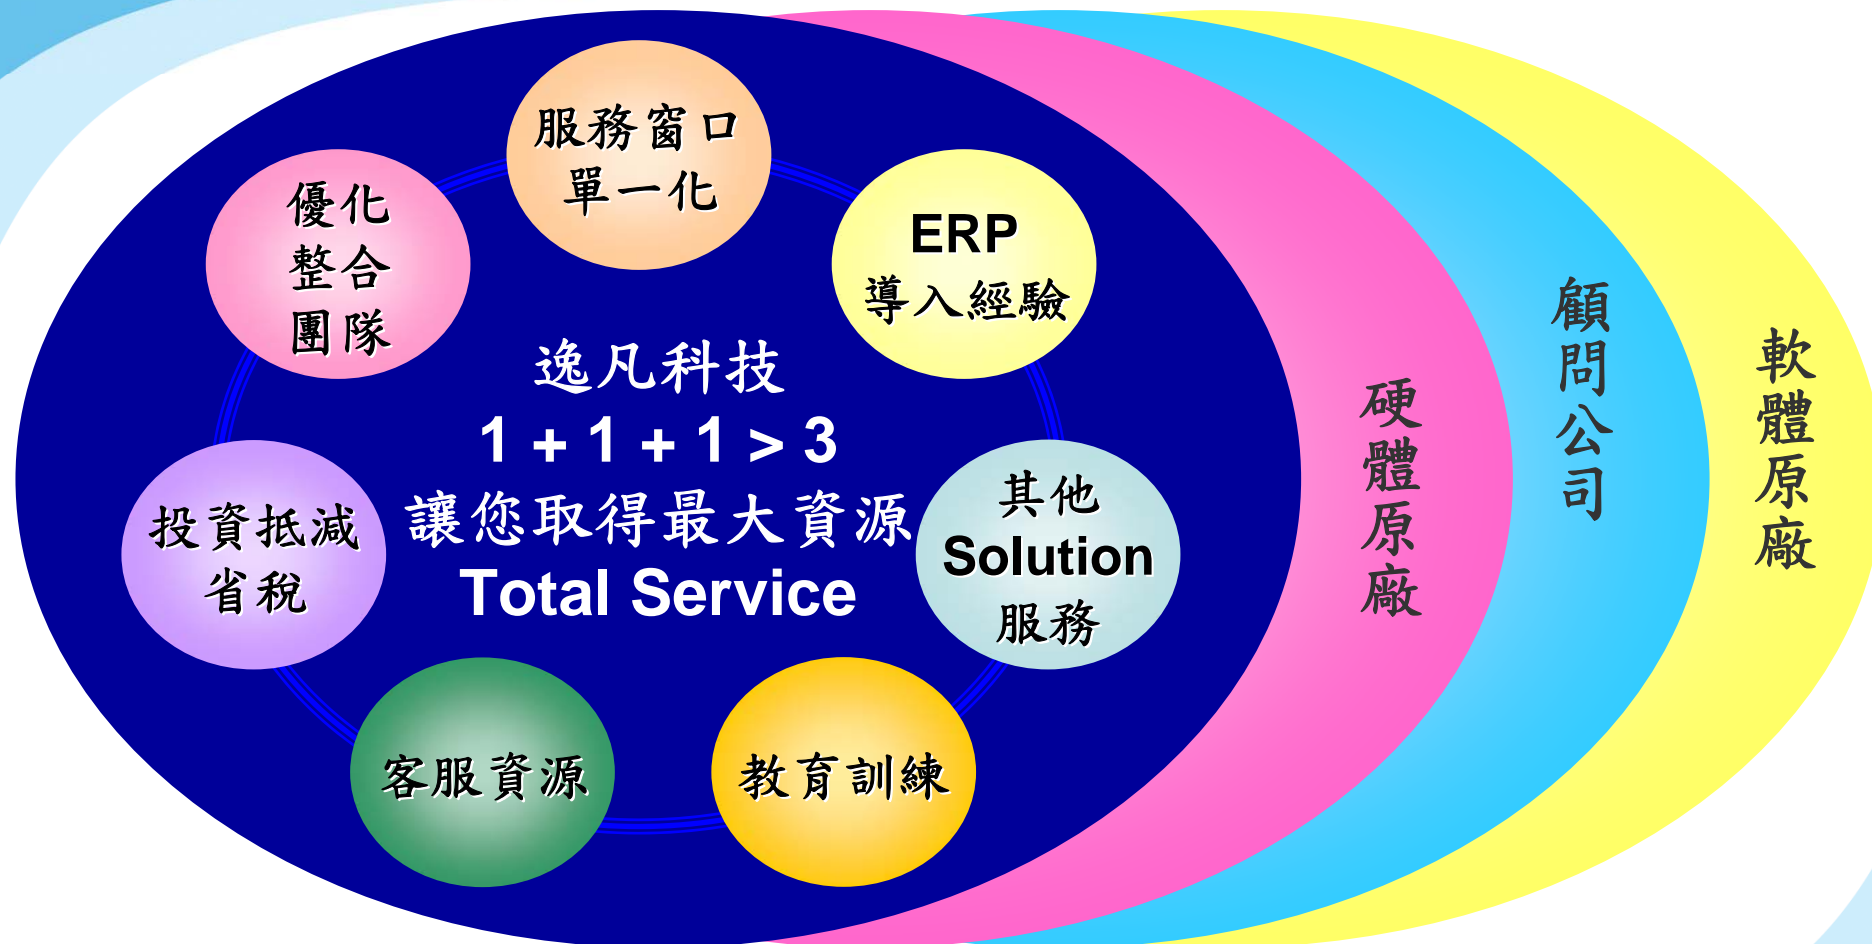 服務窗口
單一化
優化
整合
團隊
ERP
導入經驗
逸凡科技
1 + 1 + 1 > 3
讓您取得最大資源
Total Service
投資抵減
省稅
其他
Solution
服務
客服資源
教育訓練
硬體原廠
顧問公司
軟體原廠